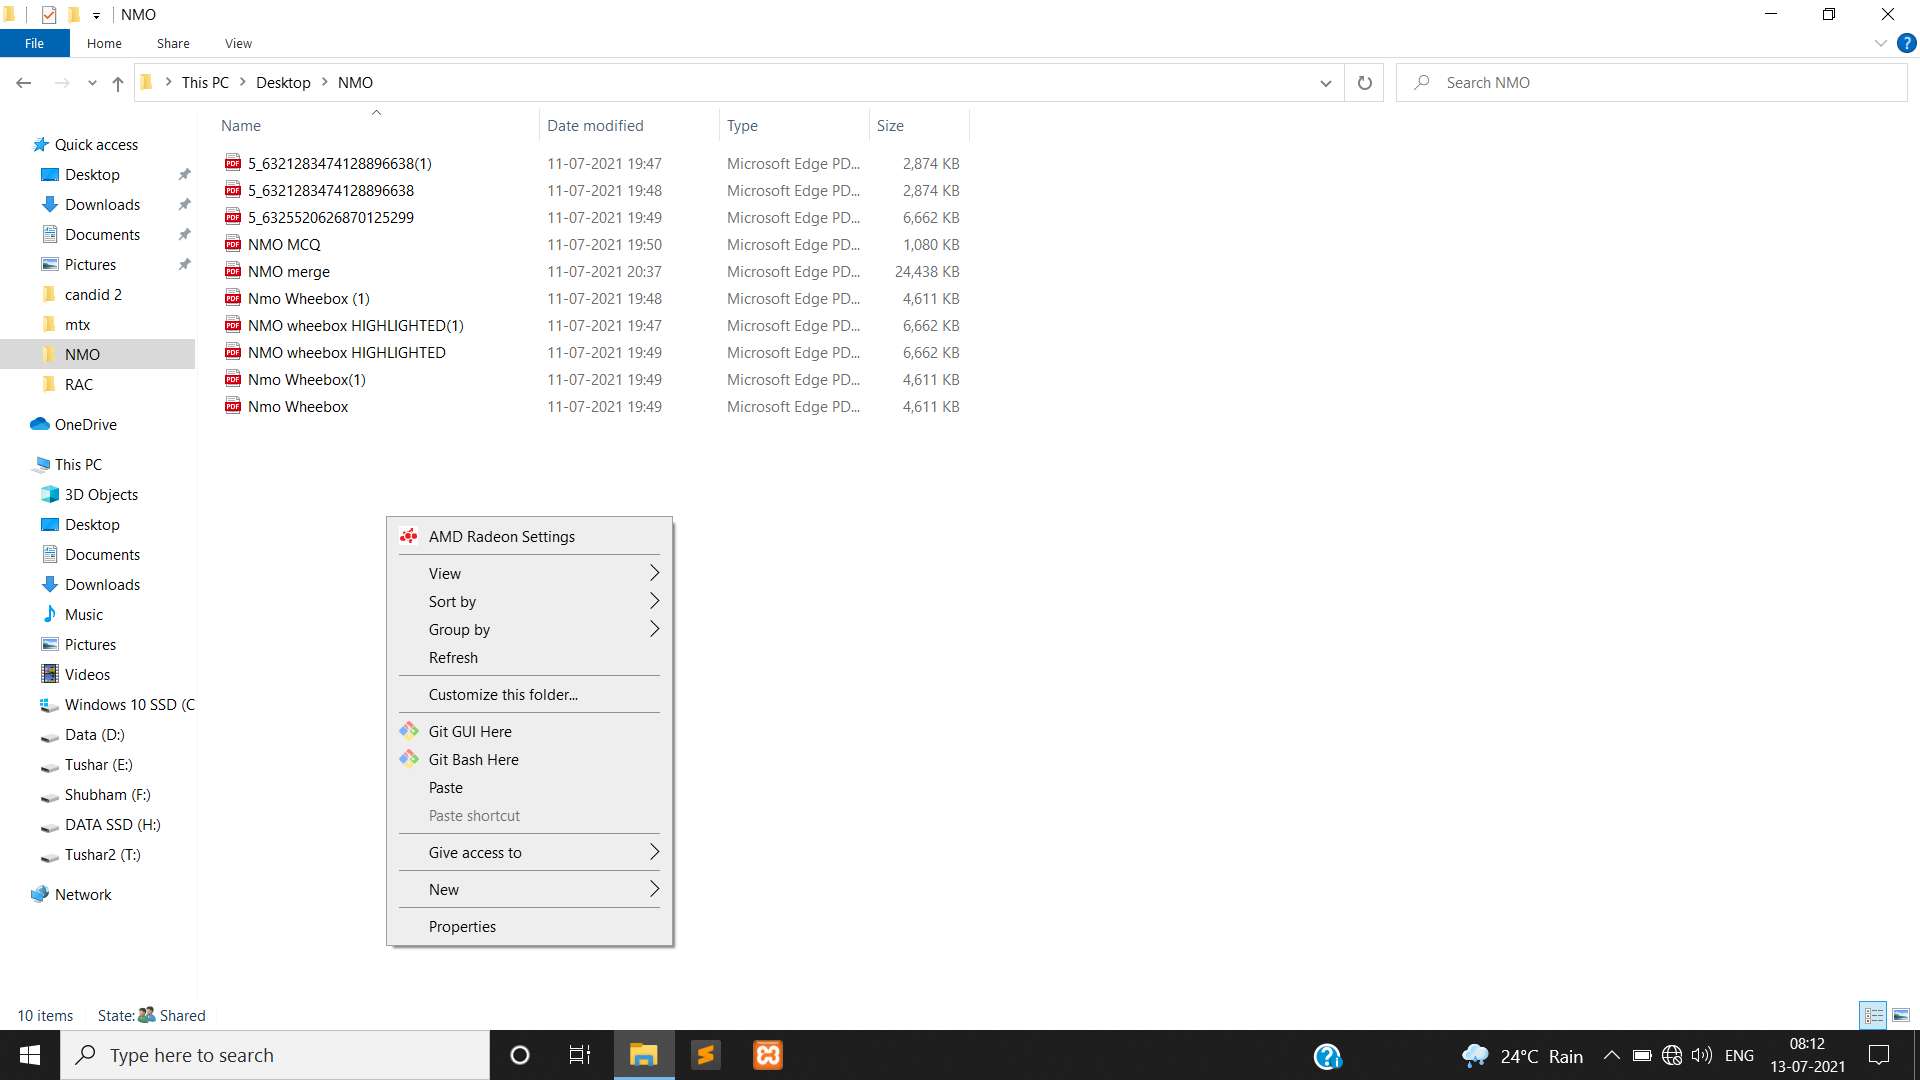 NMO
File Home Share View
This PC Desktop NMO
Search NMO
Name Date modified Type Size
Quick access
Desktop
Downloads
Documents
Pictures
candid 2
mtx
NMO
RAC
OneDrive
This PC
3D Objects
Desktop
Documents
Downloads
Music
Pictures
Videos
Windows 10 SSD (C
Data (D:)
Tushar (E:)
Shubham (F:)
DATA SSD (H:)
Tushar2 (T:)
Network
5_6321283474128896638(1) 11-07-2021 19:47 Microsoft Edge PD... 2,874 KB
5_6321283474128896638 11-07-2021 19:48 Microsoft Edge PD... 2,874 KB
5_6325520626870125299 11-07-2021 19:49 Microsoft Edge PD... 6,662 KB
NMO MCQ 11-07-2021 19:50 Microsoft Edge PD... 1,080 KB
NMO merge 11-07-2021 20:37 Microsoft Edge PD... 24,438 KB
Nmo Wheebox (1) 11-07-2021 19:48 Microsoft Edge PD... 4,611 KB
NMO wheebox HIGHLIGHTED(1) 11-07-2021 19:47 Microsoft Edge PD... 6,662 KB
NMO wheebox HIGHLIGHTED 11-07-2021 19:49 Microsoft Edge PD... 6,662 KB
Nmo Wheebox(1) 11-07-2021 19:49 Microsoft Edge PD... 4,611 KB
Nmo Wheebox 11-07-2021 19:49 Microsoft Edge PD... 4,611 KB
AMD Radeon Settings
View
Sort by
Group by
Refresh
Customize this folder...
Git GUI Here
Git Bash Here
Paste
Paste shortcut
Give access to
New
Properties
10 items State: Shared
Type here to search
24°C Rain ENG
08:12
13-07-2021